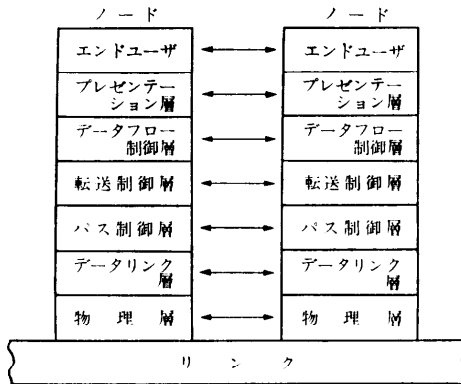 ノード ノード
エンドユーザ エンドユーザ
プレゼンテー プレゼンテー
ション層 ション層
データフロー データフロー
制御層 制御層
転送制御層 転送制御層
パス制御層 パス制御層
データリンク データリンク
層 層
物理層 物理層
リンク